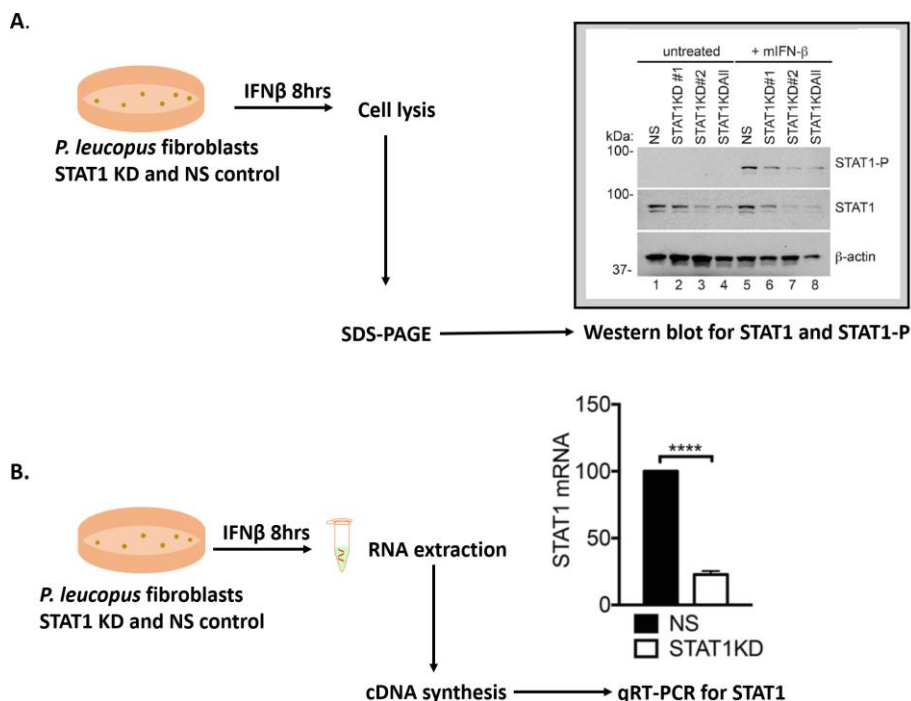 A.
IFNβ 8hrs
Cell lysis
P. leucopus fibroblasts
STAT1 KD and NS control
SDS-PAGE
Western blot for STAT1 and STAT1-P
untreated
+ mIFN-β
kDa:
NS
STAT1KD #1
STAT1KD#2
STAT1KDAll
NS
STAT1KD#1
STAT1KD#2
STAT1KDAll
100-
STAT1-P
100-
STAT1
β-actin
37-
1 2 3 4 5 6 7 8
B.
IFNβ 8hrs
RNA extraction
P. leucopus fibroblasts
STAT1 KD and NS control
cDNA synthesis
qRT-PCR for STAT1
STAT1 mRNA
150
100
50
0
****
NS
STAT1KD